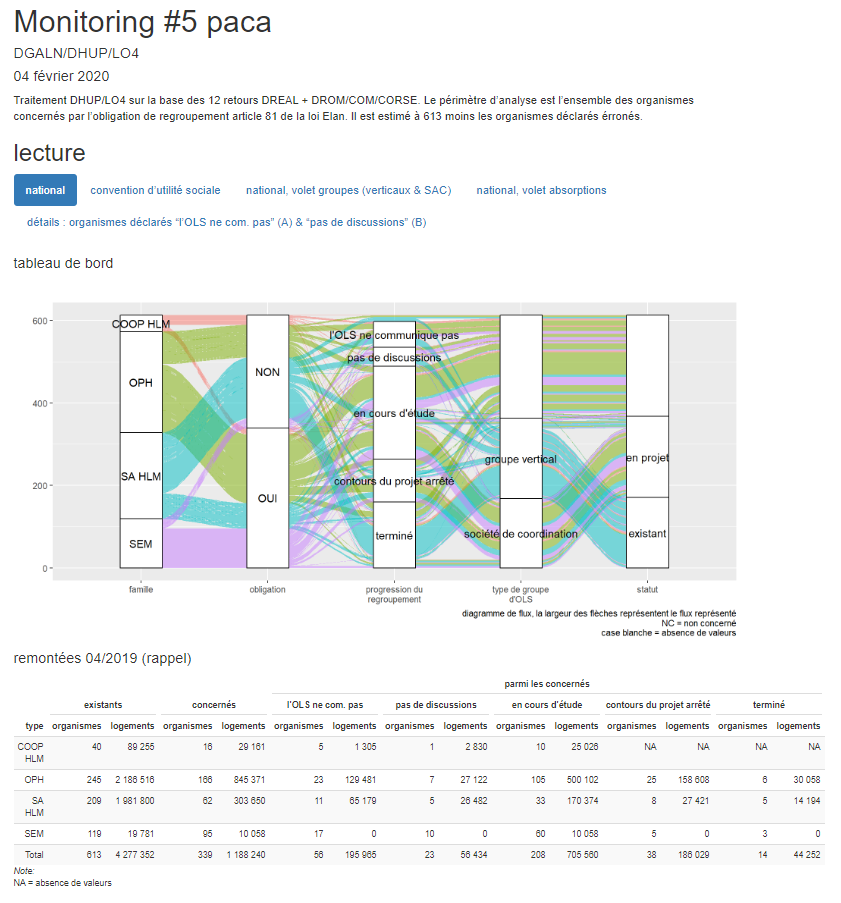 Monitoring #5 paca
DGALN/DHUP/LO4
04 février 2020
Traitement DHUP/LO4 sur la base des 12 retours DREAL + DROM/COM/CORSE. Le périmètre d'analyse est l'ensemble des organismes
concernés par l'obligation de regroupement article 81 de la loi Elan. Il est estimé à 613 moins les organismes déclarés érronés.
lecture
national convention d'utilité sociale national, volet groupes (verticaux & SAC) national, volet absorptions
détails : organismes déclarés "l'OLS ne com. pas" (A) & "pas de discussions" (B)
tableau de bord
600
400
200
0
COOP HLM
OPH
SA HLM
SEM
NON
OUI
l'OLS ne communique pas
pas de discussions
en cours d'étude
contours du projet arrêté
terminé
groupe vertical
société de coordination
en projet
existant
famille obligation progression du regroupement type de groupe d'OLS statut
diagramme de flux, la largeur des flèches représentent le flux représenté
NC = non concerné
case blanche = absence de valeurs
remontées 04/2019 (rappel)
parmi les concernés
existants concernés l'OLS ne com. pas pas de discussions en cours d'étude contours du projet arrêté terminé
type organismes logements organismes logements organismes logements organismes logements organismes logements organismes logements organismes logements
COOP HLM 40 89 255 16 29 161 5 1 305 1 2 830 10 25 026 NA NA NA NA
OPH 245 2 186 516 166 845 371 23 129 481 7 27 122 105 500 102 25 158 608 6 30 058
SA HLM 209 1 981 800 62 303 650 11 65 179 5 26 482 33 170 374 8 27 421 5 14 194
SEM 119 19 781 95 10 058 17 0 10 0 60 10 058 5 0 3 0
Total 613 4 277 352 339 1 188 240 56 195 965 23 56 434 208 705 560 38 186 029 14 44 252
Note:
NA = absence de valeurs